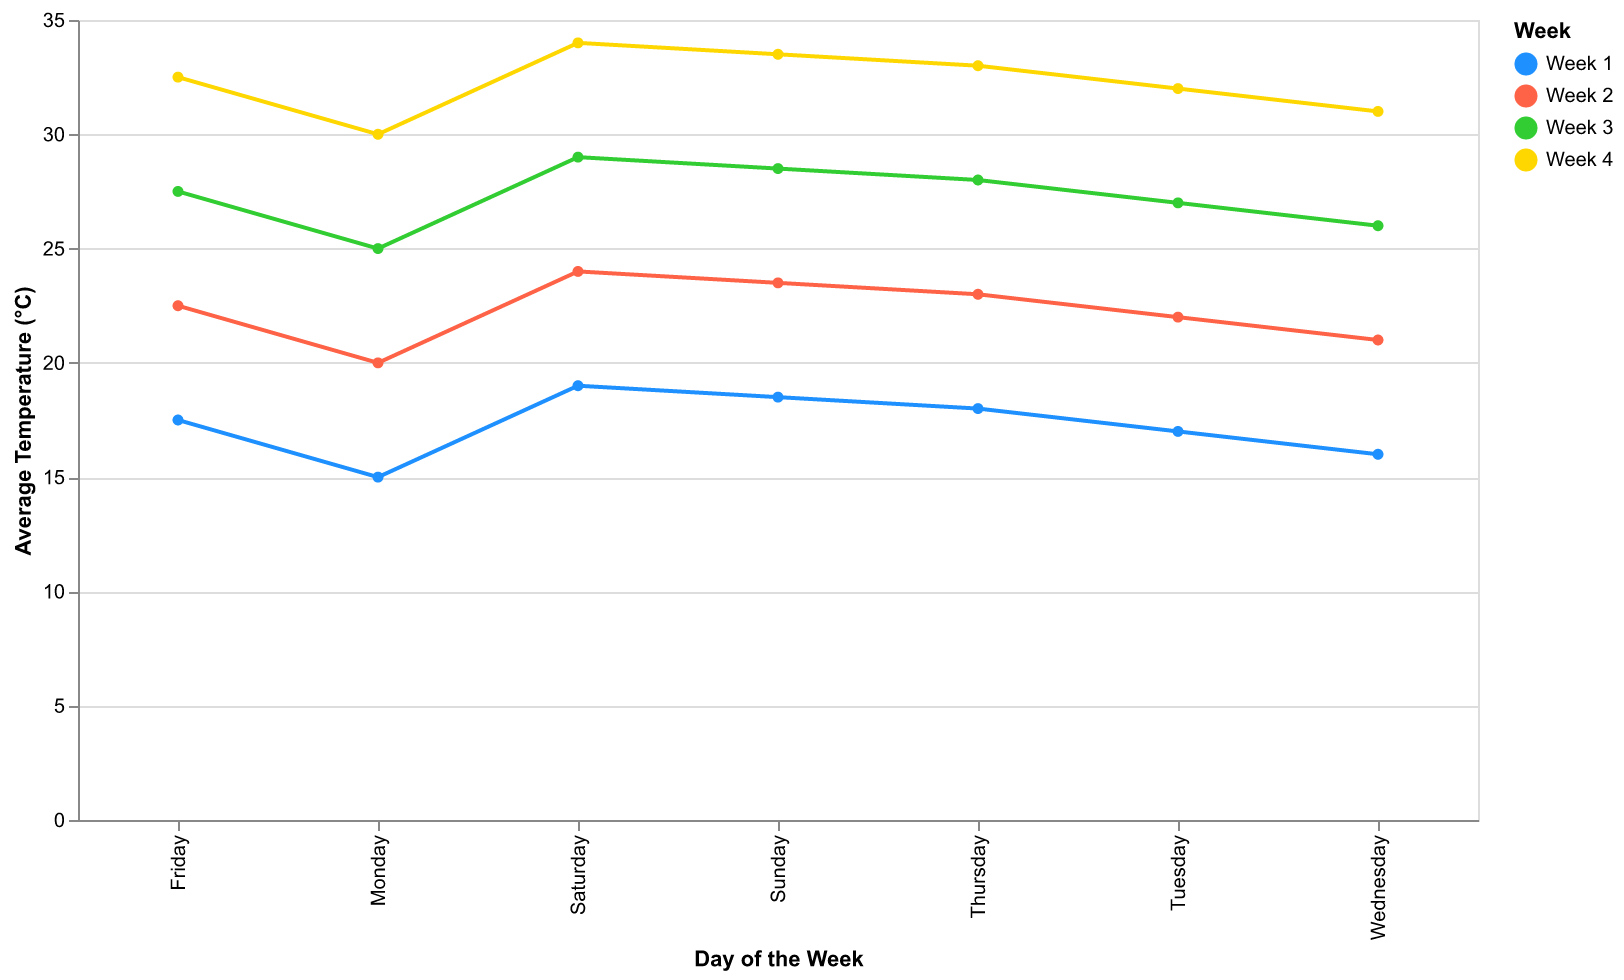 35
30
25
20
15
10
5
0
Average Temperature (°C)
Friday
Monday
Saturday
Sunday
Thursday
Tuesday
Wednesday
Day of the Week
Week
Week 1
Week 2
Week 3
Week 4